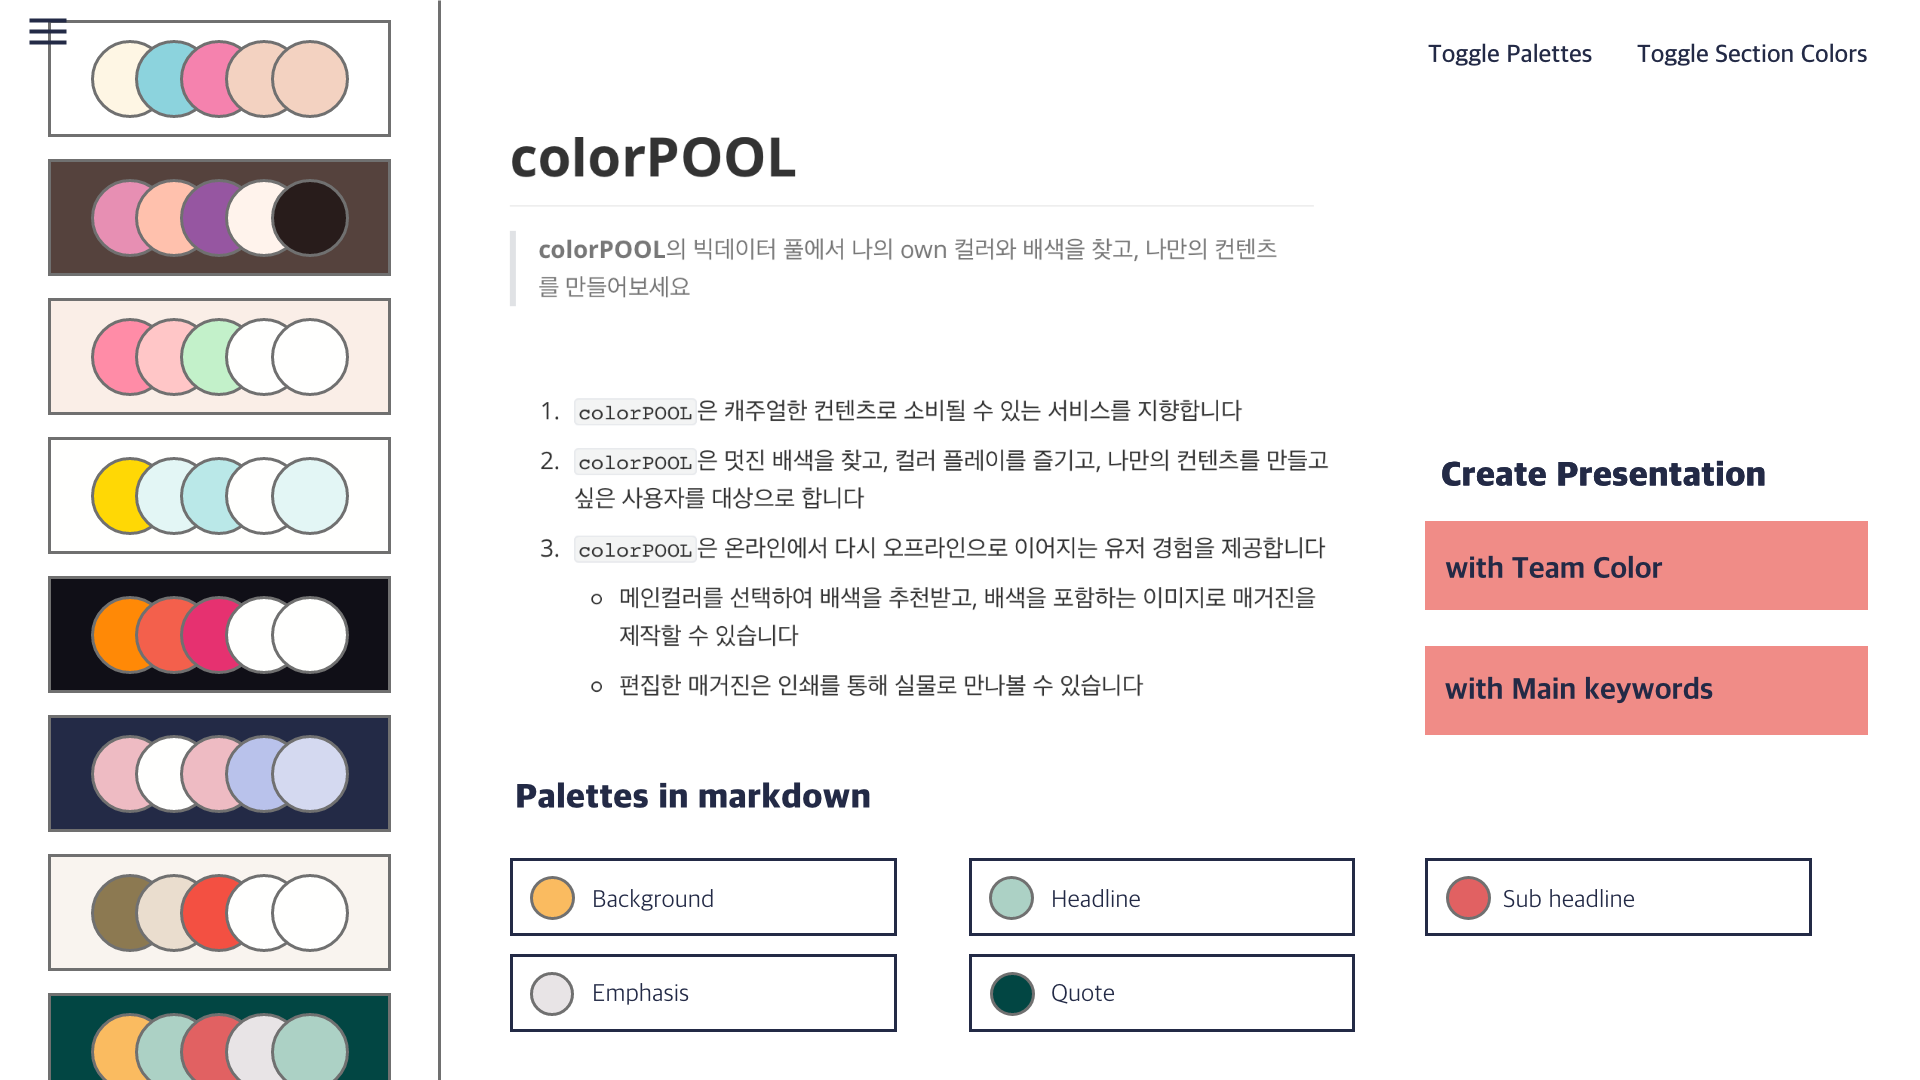 Toggle Palettes
Toggle Section Colors
colorPOOL
colorPOOL의 빅데이터 풀에서 나의 own 컬러와 배색을 찾고, 나만의 컨텐츠
를 만들어보세요
1. colorPOOL은 캐주얼한 컨텐츠로 소비될 수 있는 서비스를 지향합니다
2. colorPOOL은 멋진 배색을 찾고, 컬러 플레이를 즐기고, 나만의 컨텐츠를 만들고
싶은 사용자를 대상으로 합니다
3. colorPOOL은 온라인에서 다시 오프라인으로 이어지는 유저 경험을 제공합니다
메인컬러를 선택하여 배색을 추천받고, 배색을 포함하는 이미지로 매거진을
제작할 수 있습니다
편집한 매거진은 인쇄를 통해 실물로 만나볼 수 있습니다
Create Presentation
with Team Color
with Main keywords
Palettes in markdown
Background
Headline
Sub headline
Emphasis
Quote